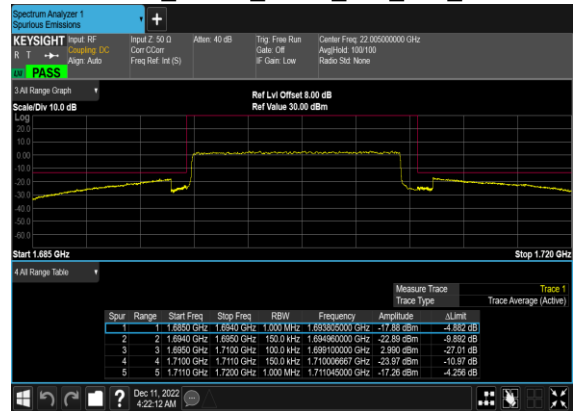 Spectrum Analyzer 1
Spurious Emissions
+
KEYSIGHT Input: RF Input Z: 50 Ω Atten: 40 dB Trig: Free Run Center Freq: 22.005000000 GHz
R T Coupling: DC Corr CCorr Gate: Off Avg|Hold: 100/100
Align: Auto Freq Ref: Int (S) IF Gain: Low Radio Std: None
PASS
3 All Range Graph
Ref Lvl Offset 8.00 dB
Scale/Div 10.0 dB Ref Value 30.00 dBm
Log
20.0
10.0
0.00
-10.0
-20.0
-30.0
-40.0
-50.0
-60.0
Start 1.685 GHz Stop 1.720 GHz
4 All Range Table
Measure Trace Trace 1
Trace Type Trace Average (Active)
Spur Range Start Freq Stop Freq RBW Frequency Amplitude ΔLimit
1 1 1.6850 GHz 1.6940 GHz 1.000 MHz 1.693805000 GHz -17.88 dBm -4.882 dB
2 2 1.6940 GHz 1.6950 GHz 150.0 kHz 1.694960000 GHz -22.89 dBm -9.892 dB
3 3 1.6950 GHz 1.7100 GHz 100.0 kHz 1.699100000 GHz 2.990 dBm -27.01 dB
4 4 1.7100 GHz 1.7110 GHz 150.0 kHz 1.710006667 GHz -23.97 dBm -10.97 dB
5 5 1.7110 GHz 1.7200 GHz 1.000 MHz 1.711045000 GHz -17.26 dBm -4.256 dB
? Dec 11, 2022
4:22:12 AM